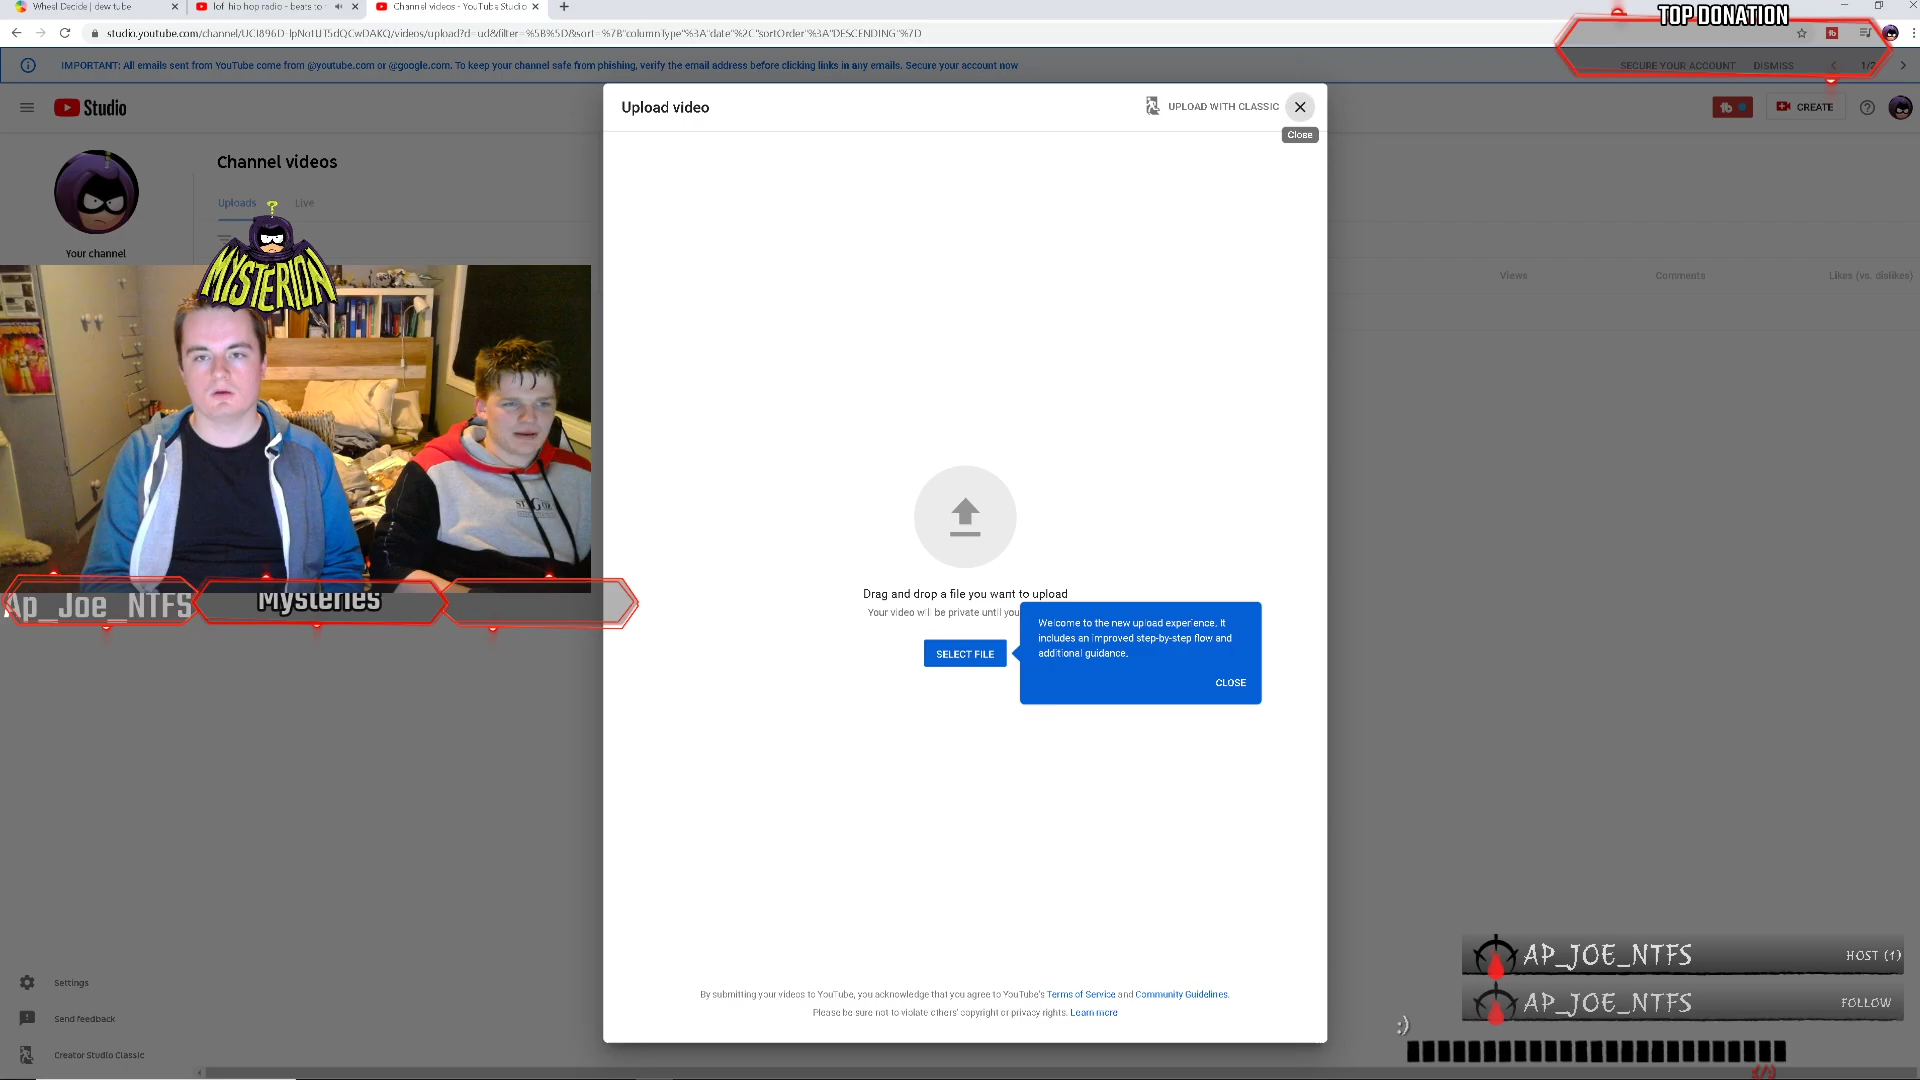 Wheel Decide | dew tube
lofi hip hop radio - beats to
Channel videos - YouTube Studio
TOP DONATION
IMPORTANT: All emails sent from YouTube come from @youtube.com or @google.com. To keep your channel safe from phishing, verify the email address before clicking links in any emails. Secure your account now
SECURE YOUR ACCOUNT
DISMISS
Studio
Upload video
UPLOAD WITH CLASSIC
Close
CREATE
Channel videos
Uploads
Live
Your channel
MYSTERION
Views
Comments
Likes (vs. dislikes)
Ap_Joe_NTFS
Mysteries
Drag and drop a file you want to upload
Your video will be private until you
SELECT FILE
Welcome to the new upload experience. It
includes an improved step-by-step flow and
additional guidance.
CLOSE
By submitting your videos to YouTube, you acknowledge that you agree to YouTube's Terms of Service and Community Guidelines.
Please be sure not to violate others' copyright or privacy rights. Learn more
Settings
Send feedback
Creator Studio Classic
AP_JOE_NTFS
HOST (1)
AP_JOE_NTFS
FOLLOW
:)